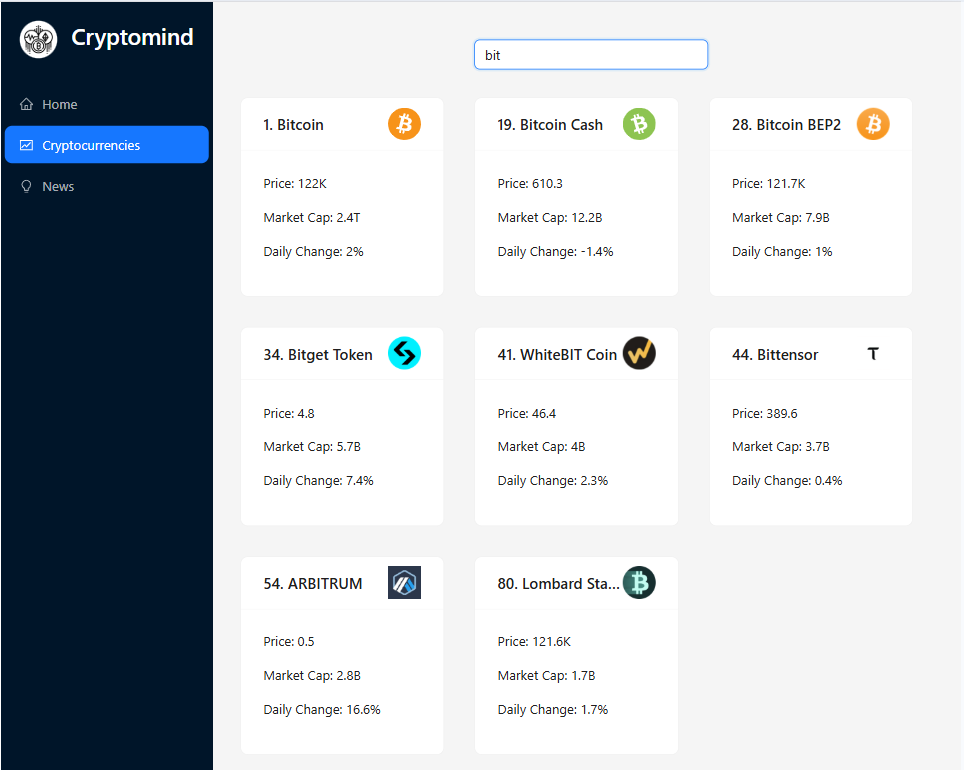 Cryptomind
Home
Cryptocurrencies
News
bit
1. Bitcoin
Price: 122K
Market Cap: 2.4T
Daily Change: 2%
19. Bitcoin Cash
Price: 610.3
Market Cap: 12.2B
Daily Change: -1.4%
28. Bitcoin BEP2
Price: 121.7K
Market Cap: 7.9B
Daily Change: 1%
34. Bitget Token
Price: 4.8
Market Cap: 5.7B
Daily Change: 7.4%
41. WhiteBIT Coin
Price: 46.4
Market Cap: 4B
Daily Change: 2.3%
44. Bittensor
Price: 389.6
Market Cap: 3.7B
Daily Change: 0.4%
54. ARBITRUM
Price: 0.5
Market Cap: 2.8B
Daily Change: 16.6%
80. Lombard Sta...
Price: 121.6K
Market Cap: 1.7B
Daily Change: 1.7%